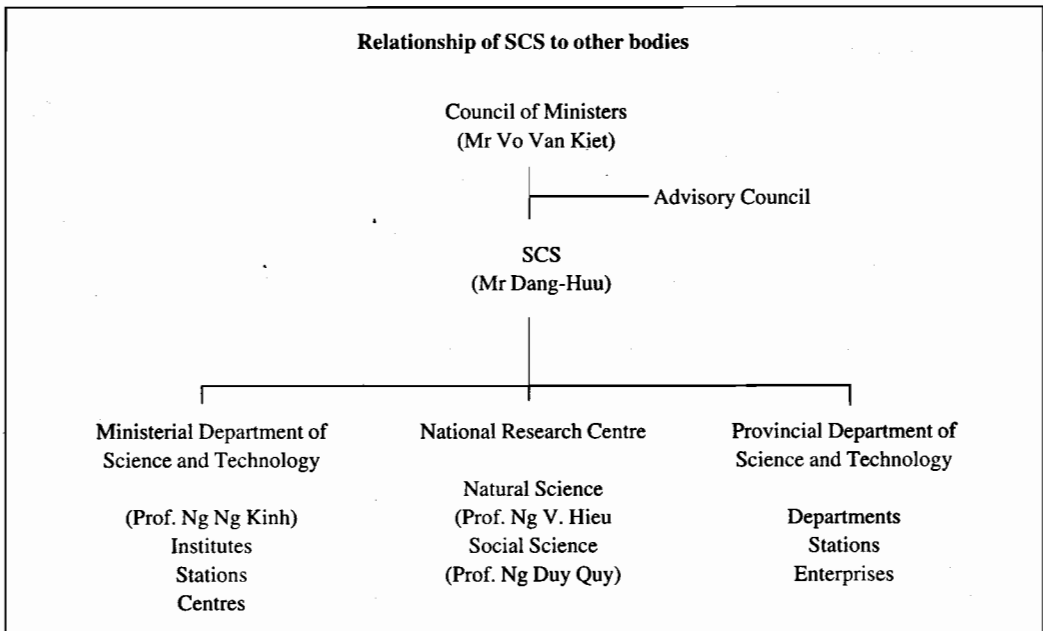 Relationship of SCS to other bodies
Council of Ministers
(Mr Vo Van Kiet)
Advisory Council
SCS
(Mr Dang-Huu)
Ministerial Department of
Science and Technology
(Prof. Ng Ng Kinh)
Institutes
Stations
Centres
National Research Centre
Natural Science
(Prof. Ng V. Hieu
Social Science
(Prof. Ng Duy Quy)
Provincial Department of
Science and Technology
Departments
Stations
Enterprises